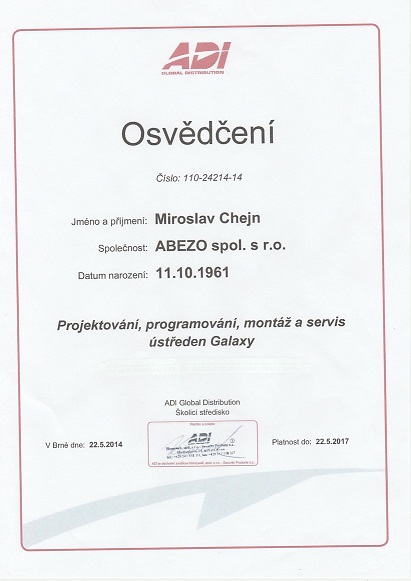 ADI
GLOBAL DISTRIBUTION
Osvědčení
Číslo: 110-24214-14
Jméno a příjmení: Miroslav Chejn
Společnost: ABEZO spol. s r.o.
Datum narození: 11.10.1961
Projektování, programování, montáž a servis
ústředen Galaxy
ADI Global Distribution
Školicí středisko
ADI
V Brně dne: 22.5.2014
Platnost do: 22.5.2017